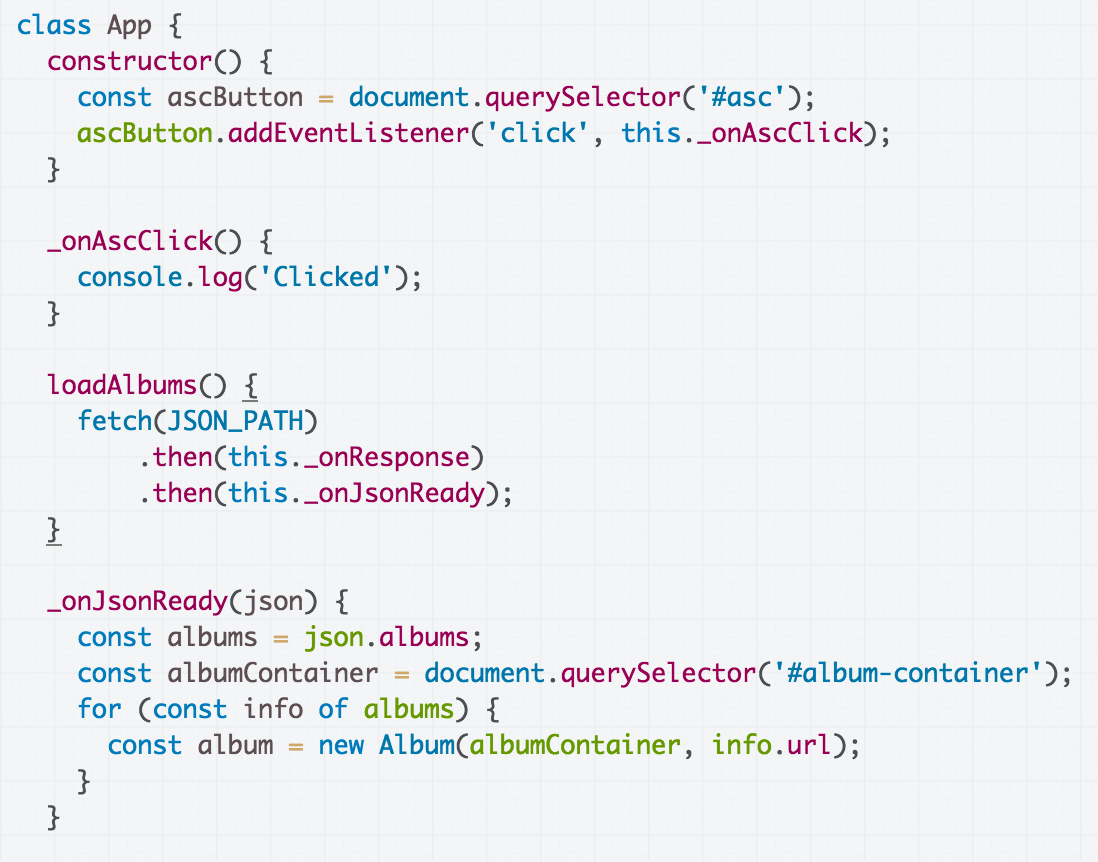 class App {
  constructor() {
    const ascButton = document.querySelector('#asc');
    ascButton.addEventListener('click', this._onAscClick);
  }

  _onAscClick() {
    console.log('Clicked');
  }

  loadAlbums() {
    fetch(JSON_PATH)
        .then(this._onResponse)
        .then(this._onJsonReady);
  }

  _onJsonReady(json) {
    const albums = json.albums;
    const albumContainer = document.querySelector('#album-container');
    for (const info of albums) {
      const album = new Album(albumContainer, info.url);
    }
  }